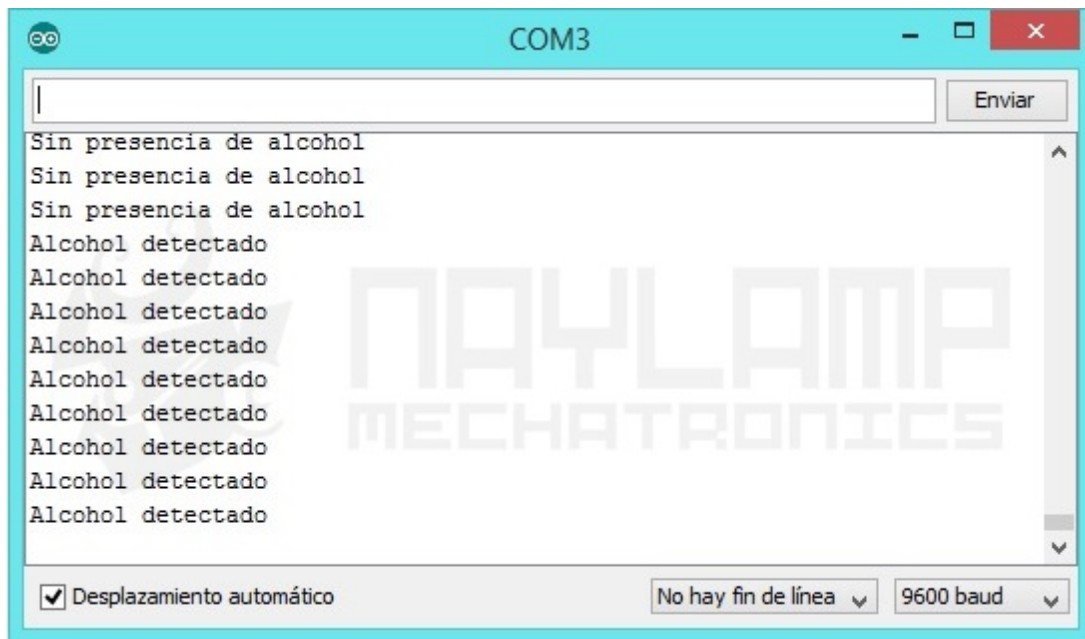 COM3
Enviar
Sin presencia de alcohol
Sin presencia de alcohol
Sin presencia de alcohol
Alcohol detectado
Alcohol detectado
Alcohol detectado
Alcohol detectado
Alcohol detectado
Alcohol detectado
Alcohol detectado
Alcohol detectado
Alcohol detectado
NAYLAMP
MECHATRONICS
Desplazamiento automático
No hay fin de línea
9600 baud